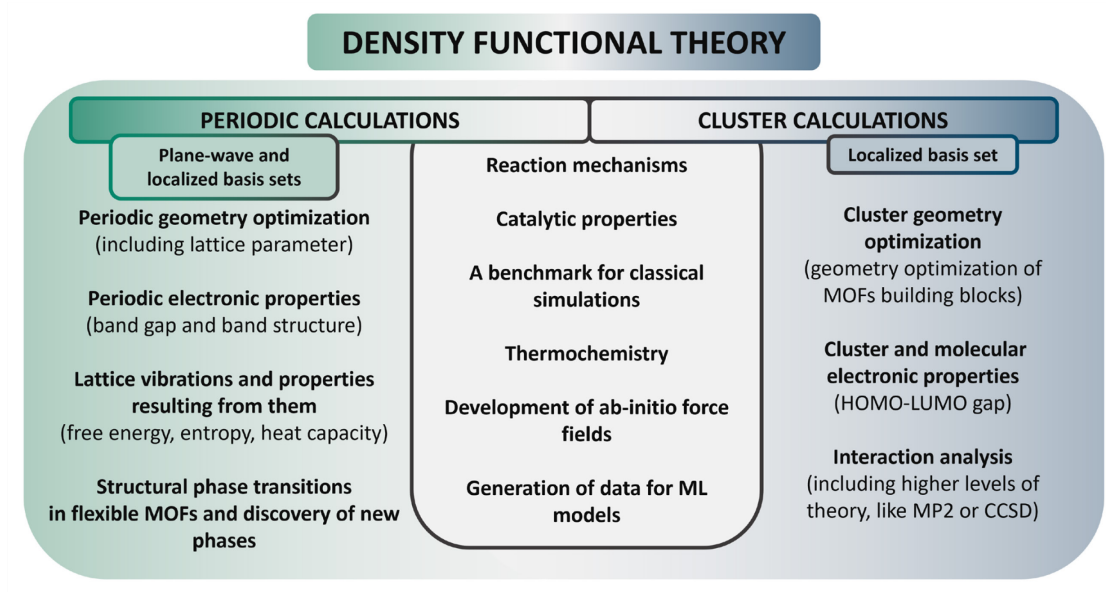 DENSITY FUNCTIONAL THEORY
PERIODIC CALCULATIONS
Plane-wave and
localized basis sets
Periodic geometry optimization
(including lattice parameter)
Periodic electronic properties
(band gap and band structure)
Lattice vibrations and properties
resulting from them
(free energy, entropy, heat capacity)
Structural phase transitions
in flexible MOFs and discovery of new
phases
Reaction mechanisms
Catalytic properties
A benchmark for classical
simulations
Thermochemistry
Development of ab-initio force
fields
Generation of data for ML
models
CLUSTER CALCULATIONS
Localized basis set
Cluster geometry
optimization
(geometry optimization of
MOFs building blocks)
Cluster and molecular
electronic properties
(HOMO-LUMO gap)
Interaction analysis
(including higher levels of
theory, like MP2 or CCSD)